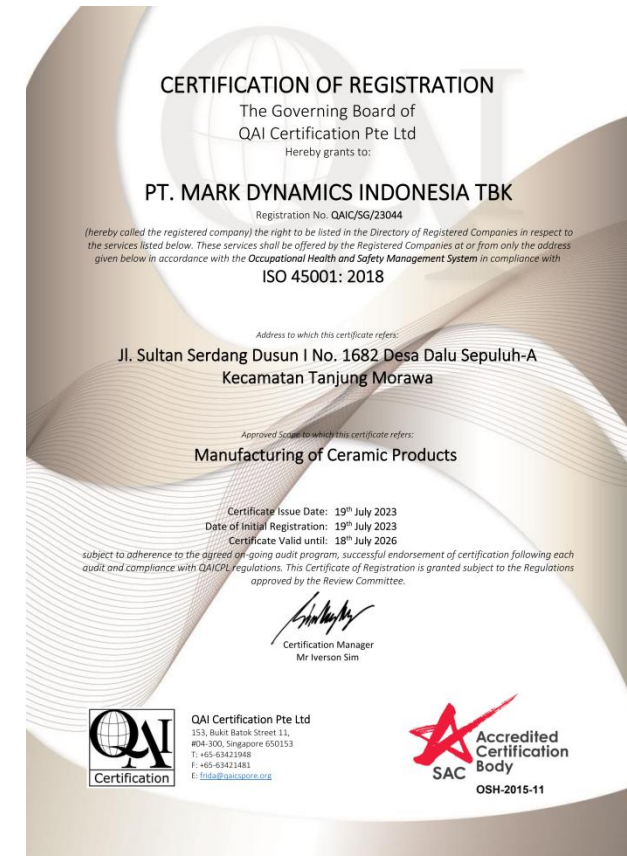 CERTIFICATION OF REGISTRATION
The Governing Board of
QAI Certification Pte Ltd
Hereby grants to:
PT. MARK DYNAMICS INDONESIA TBK
Registration No. QAIC/SG/23044
(hereby called the registered company) the right to be listed in the Directory of Registered Companies in respect to
the services listed below. These services shall be offered by the Registered Companies at or from only the address
given below in accordance with the Occupational Health and Safety Management System in compliance with
ISO 45001: 2018
Address to which this certificate refers:
Jl. Sultan Serdang Dusun I No. 1682 Desa Dalu Sepuluh-A
Kecamatan Tanjung Morawa
Approved Scope to which this certificate refers:
Manufacturing of Ceramic Products
Certificate Issue Date: 19th July 2023
Date of Initial Registration: 19th July 2023
Certificate Valid until: 18th July 2026
subject to adherence to the agreed on-going audit program, successful endorsement of certification following each
audit and compliance with QAICPL regulations. This Certificate of Registration is granted subject to the Regulations
approved by the Review Committee.
Certification Manager
Mr Iverson Sim
QAI
Certification
QAI Certification Pte Ltd
153, Bukit Batok Street 11,
#04-300, Singapore 650153
T: +65-63421948
F: +65-63421481
E: frida@qaicspore.org
SAC
Accredited
Certification
Body
OSH-2015-11